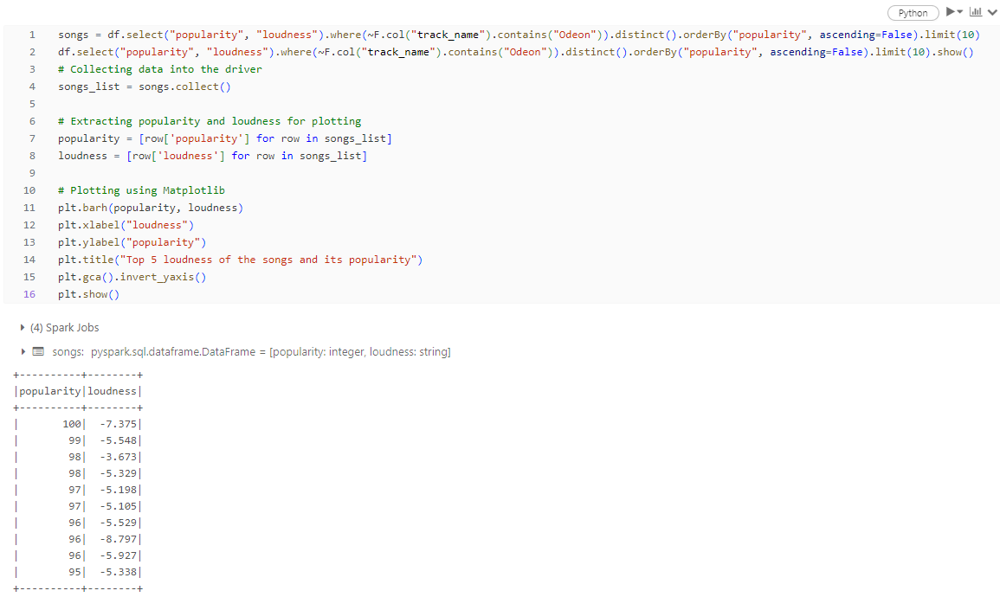 Python
1 songs = df.select("popularity", "loudness").where(~F.col("track_name").contains("Odeon")).distinct().orderBy("popularity", ascending=False).limit(10)
2 df.select("popularity", "loudness").where(~F.col("track_name").contains("Odeon")).distinct().orderBy("popularity", ascending=False).limit(10).show()
3 # Collecting data into the driver
4 songs_list = songs.collect()
5
6 # Extracting popularity and loudness for plotting
7 popularity = [row['popularity'] for row in songs_list]
8 loudness = [row['loudness'] for row in songs_list]
9
10 # Plotting using Matplotlib
11 plt.barh(popularity, loudness)
12 plt.xlabel("loudness")
13 plt.ylabel("popularity")
14 plt.title("Top 5 loudness of the songs and its popularity")
15 plt.gca().invert_yaxis()
16 plt.show()
(4) Spark Jobs
songs: pyspark.sql.dataframe.DataFrame = [popularity: integer, loudness: string]
+----------+--------+
|popularity|loudness|
+----------+--------+
|       100|  -7.375|
|        99|  -5.548|
|        98|  -3.673|
|        98|  -5.329|
|        97|  -5.198|
|        97|  -5.105|
|        96|  -5.529|
|        96|  -8.797|
|        96|  -5.927|
|        95|  -5.338|
+----------+--------+